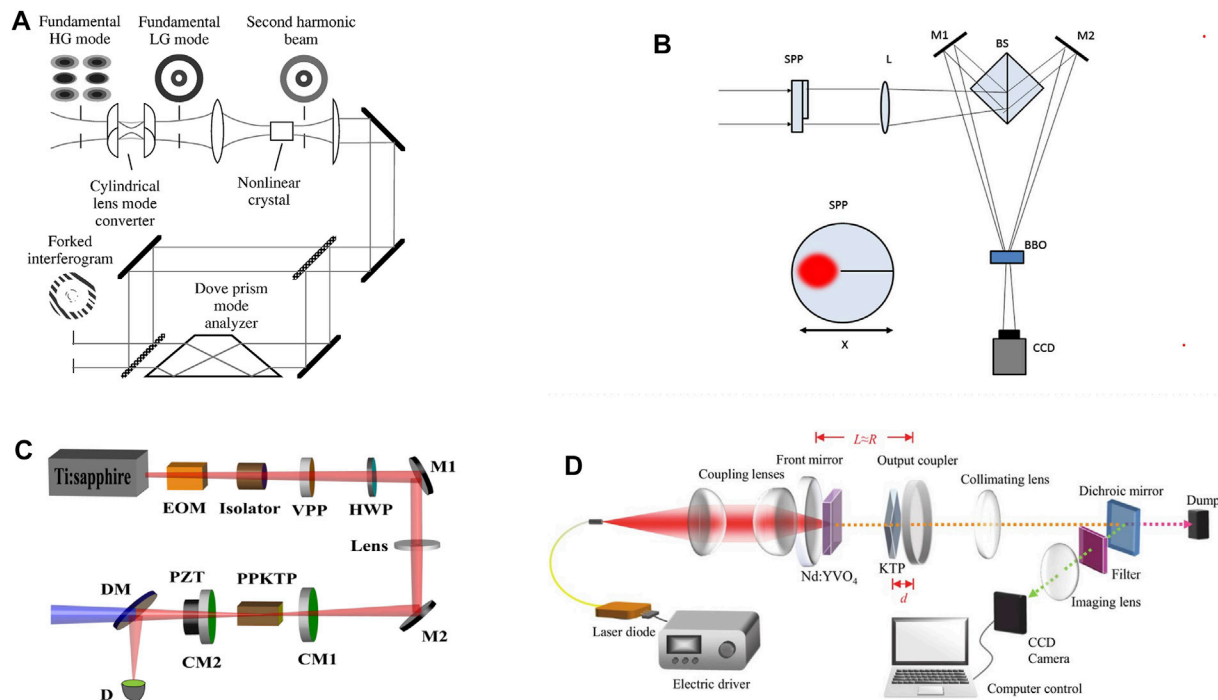 A
Fundamental
HG mode
Fundamental
LG mode
Second harmonic
beam
Cylindrical
lens mode
converter
Nonlinear
crystal
Forked
interferogram
Dove prism
mode
analyzer
B
SPP
L
M1
BS
M2
SPP
X
BBO
CCD
C
Ti:sapphire
EOM
Isolator
VPP
HWP
M1
Lens
DM
PZT
PPKTP
CM2
CM1
M2
D
D
L≈R
Coupling lenses
Front mirror
Output coupler
Collimating lens
Dichroic mirror
Dump
Nd:YVO₄
KTP
d
Filter
Imaging lens
Laser diode
CCD
Camera
Electric driver
Computer control